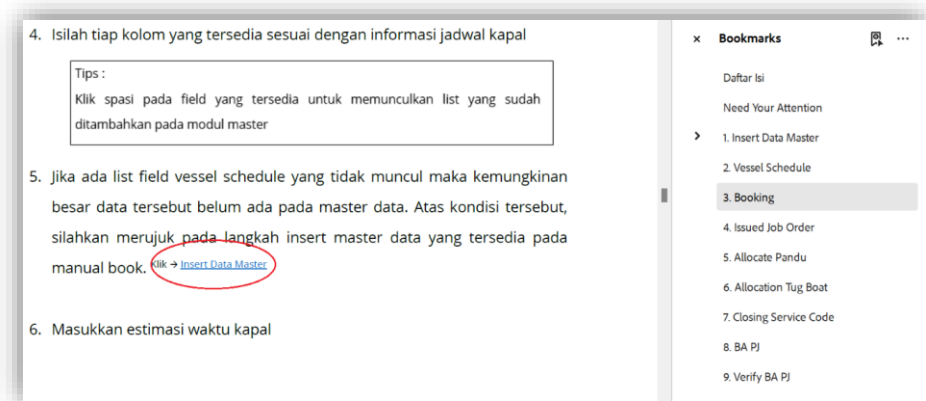 4. Isilah tiap kolom yang tersedia sesuai dengan informasi jadwal kapal
Tips :
Klik spasi pada field yang tersedia untuk memunculkan list yang sudah
ditambahkan pada modul master
5. Jika ada list field vessel schedule yang tidak muncul maka kemungkinan
besar data tersebut belum ada pada master data. Atas kondisi tersebut,
silahkan merujuk pada langkah insert master data yang tersedia pada
manual book. Klik → Insert Data Master
6. Masukkan estimasi waktu kapal
Bookmarks
Daftar Isi
Need Your Attention
1. Insert Data Master
2. Vessel Schedule
3. Booking
4. Issued Job Order
5. Allocate Pandu
6. Allocation Tug Boat
7. Closing Service Code
8. BA PJ
9. Verify BA PJ